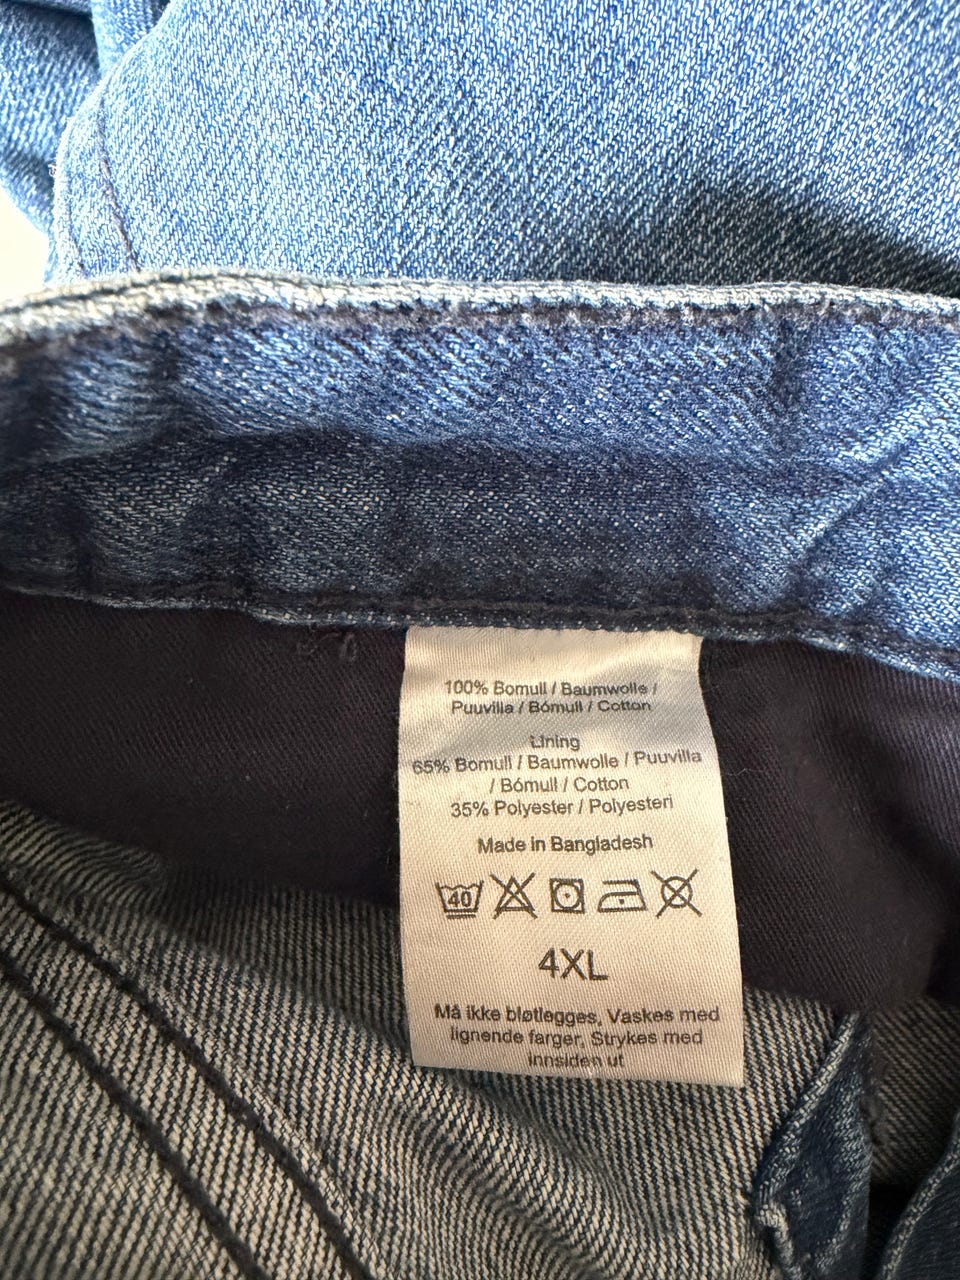 100% Bomull / Baumwolle /
Puuvilla / Bómull / Cotton
Lining
65% Bomull / Baumwolle / Puuvilla
/ Bómull / Cotton
35% Polyester / Polyesteri
Made in Bangladesh
40
4XL
Må ikke bløtlegges, Vaskes med
lignende farger, Strykes med
innsiden ut